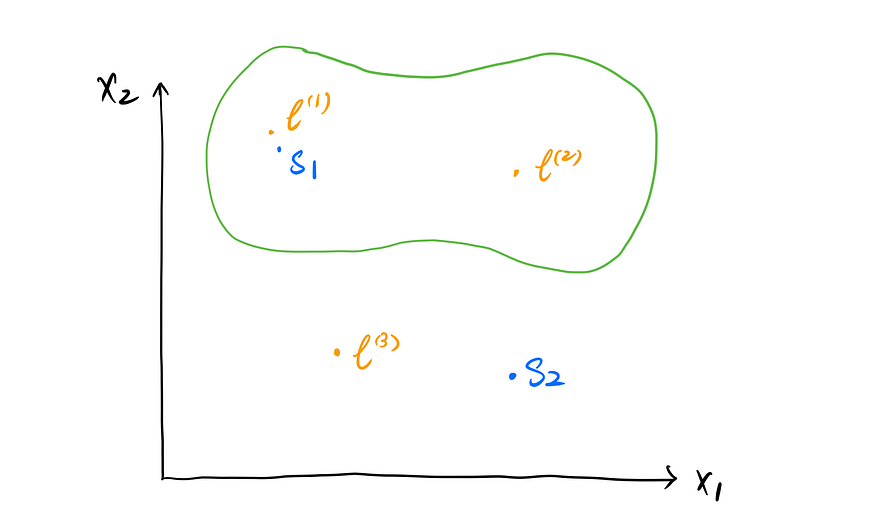 X₂
ℓ⁽¹⁾
S₁
ℓ⁽²⁾
ℓ⁽³⁾
S₂
X₁